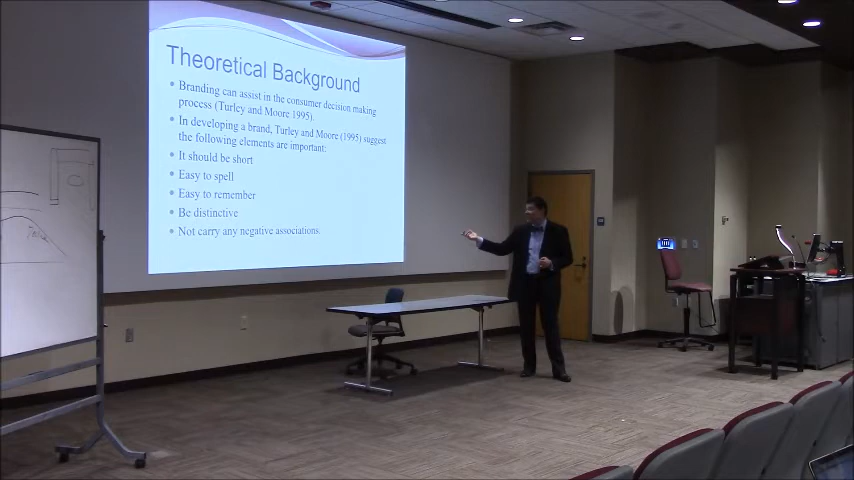 Theoretical Background
• Branding can assist in the consumer decision making
process (Turley and Moore 1995)
• In developing a brand, Turley and Moore (1995) suggest
the following elements are important:
• It should be short
• Easy to spell
• Easy to remember
• Be distinctive
• Not carry any negative associations.